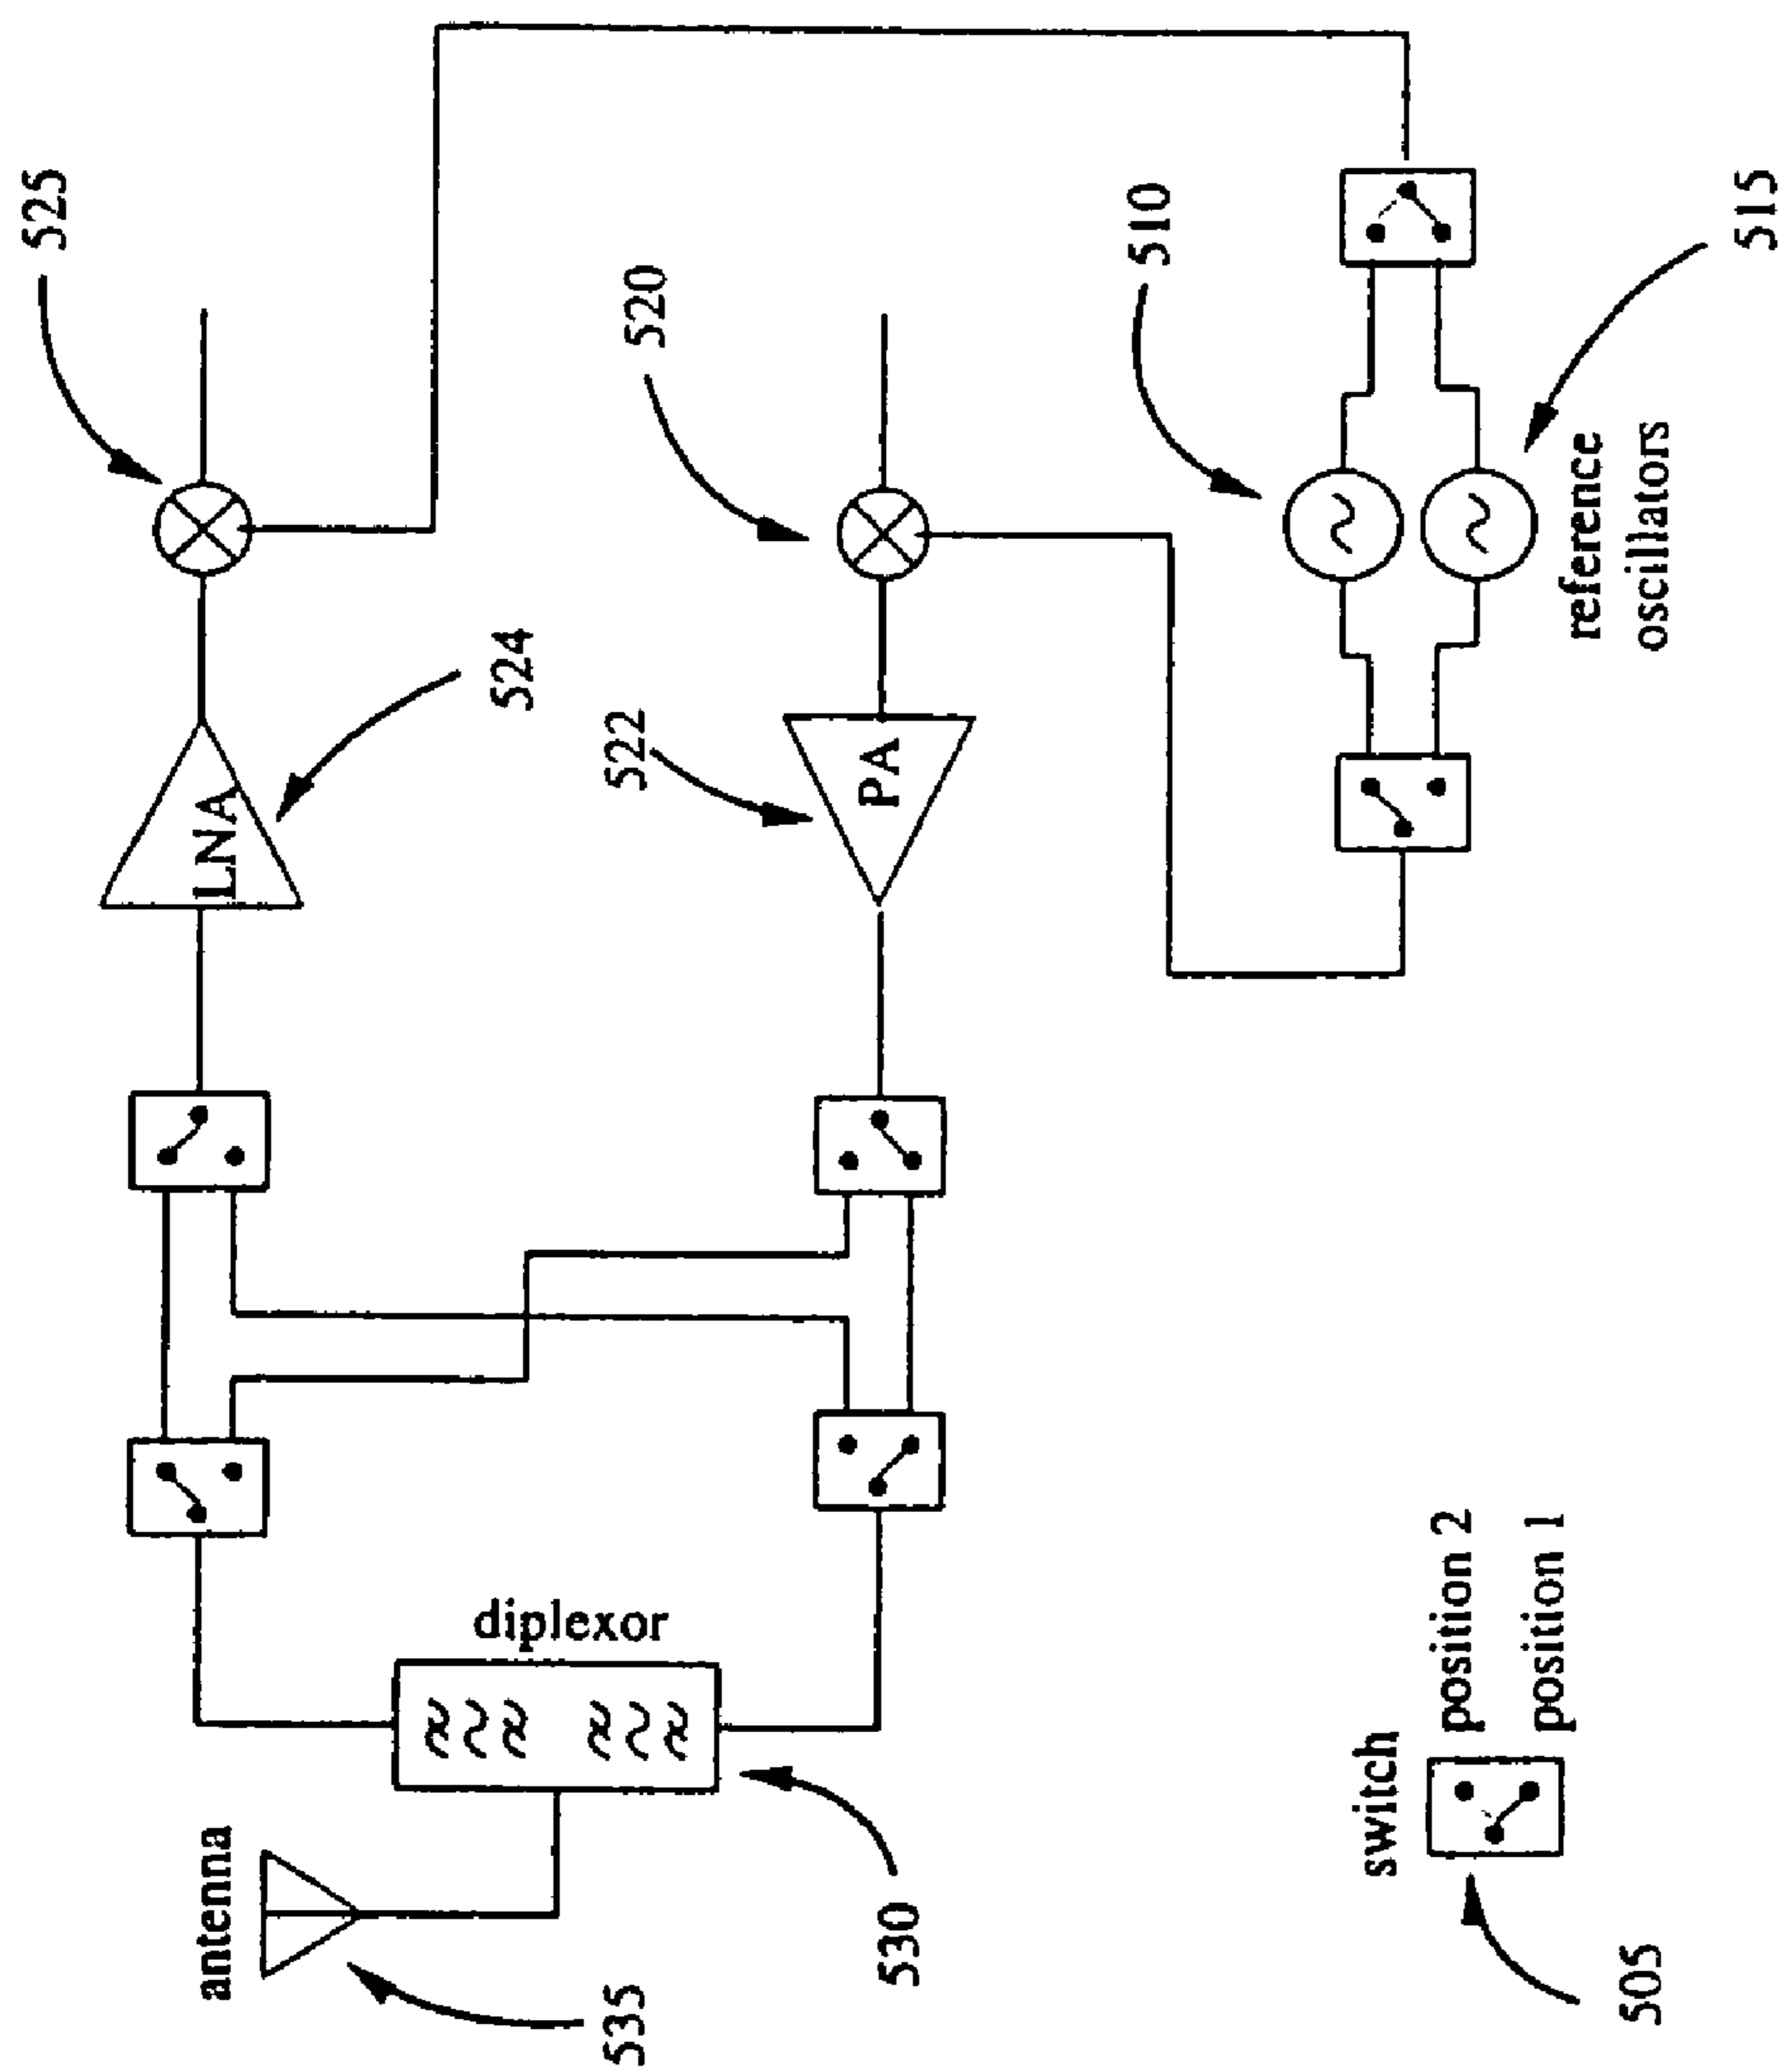 antenna
535
diplexor
530
LNA
524
525
PA
522
520
510
515
reference
oscillators
switch
position 2
position 1
505